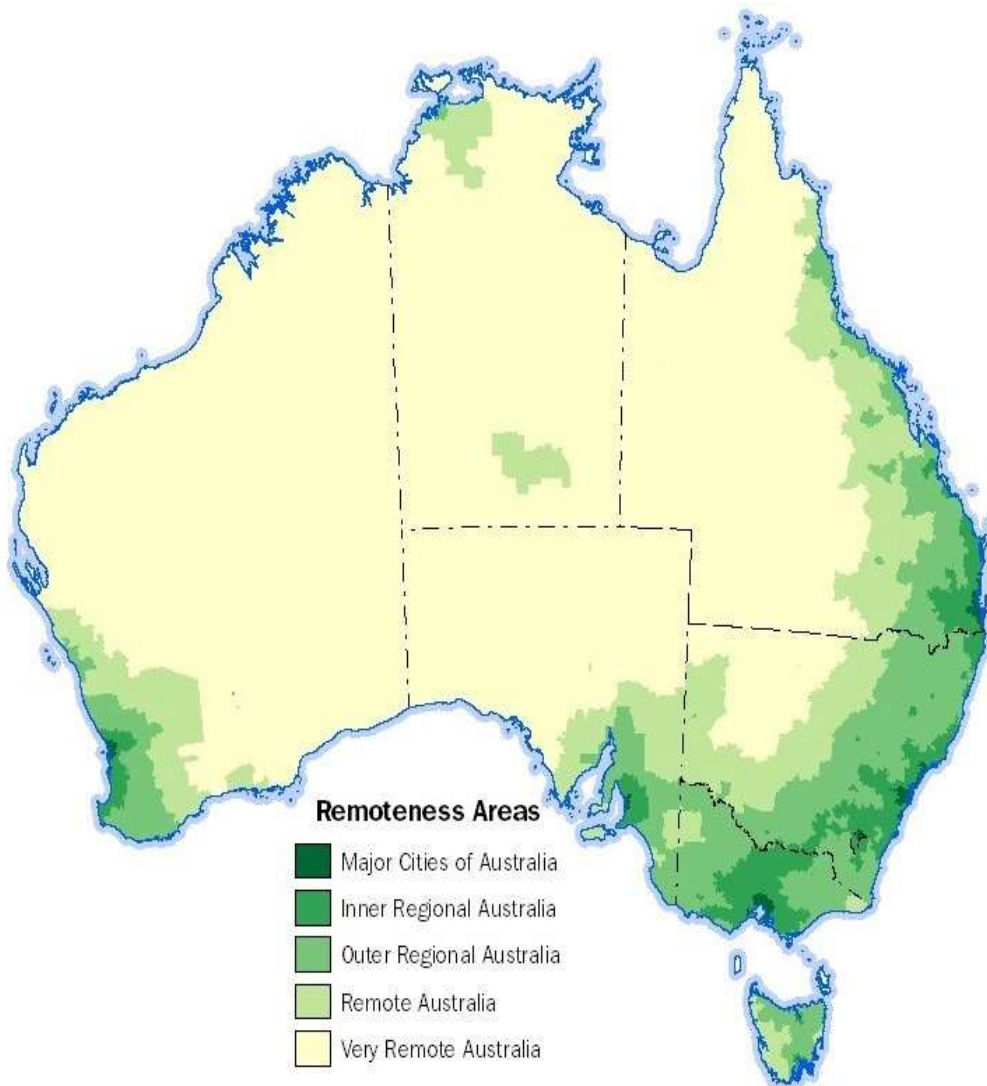 Remoteness Areas
Major Cities of Australia
Inner Regional Australia
Outer Regional Australia
Remote Australia
Very Remote Australia